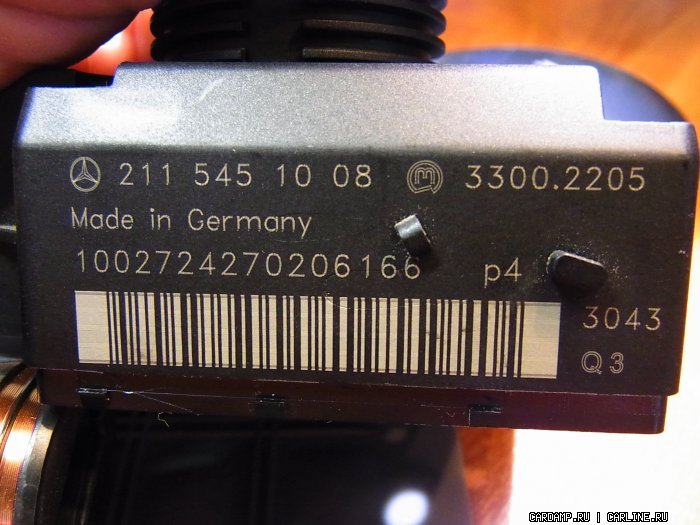 211 545 10 08 3300.2205
Made in Germany
1002724270206166 p4
3043
Q3
CARDAMP.RU | CARLINE.RU